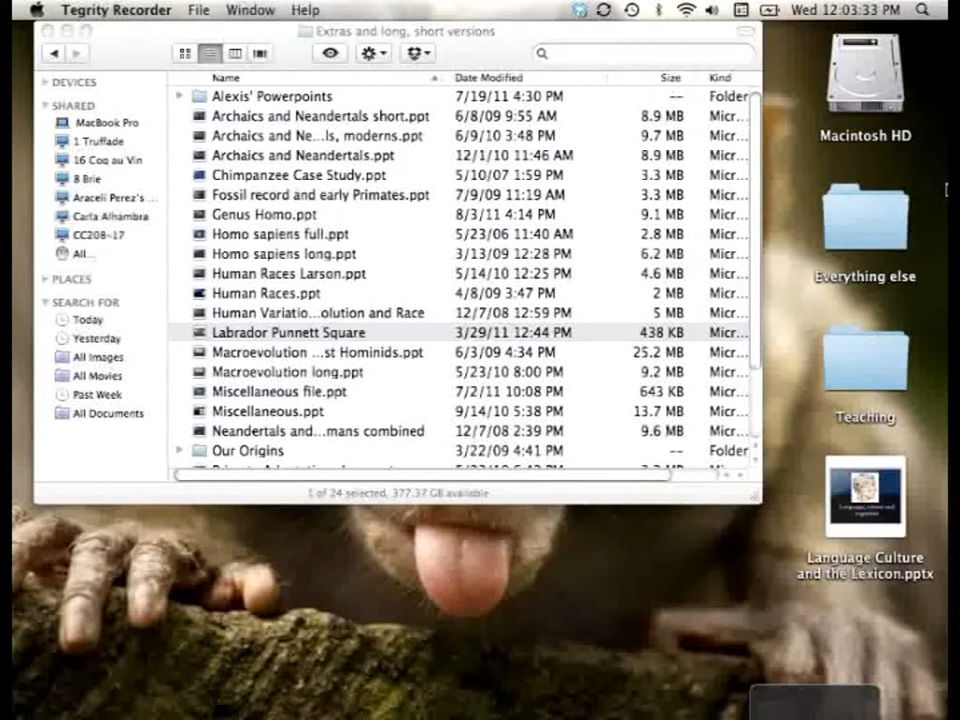 Tegrity Recorder File Window Help Wed 12:03:33 PM
Extras and long, short versions
Name Date Modified Size Kind
DEVICES
SHARED
MacBook Pro
1 Truffade
16 Coq au Vin
8 Brie
Araceli Perez's ...
Carla Alhambra
CC208-17
All...
PLACES
SEARCH FOR
Today
Yesterday
All Images
All Movies
Past Week
All Documents
Alexis' Powerpoints 7/19/11 4:30 PM -- Folder
Archaics and Neandertals short.ppt 6/8/09 9:55 AM 8.9 MB Micr...
Archaics and Ne...ls, moderns.ppt 6/9/10 3:48 PM 9.7 MB Micr...
Archaics and Neandertals.ppt 12/1/10 11:46 AM 8.9 MB Micr...
Chimpanzee Case Study.ppt 5/10/07 1:59 PM 3.3 MB Micr...
Fossil record and early Primates.ppt 7/9/09 11:19 AM 3.3 MB Micr...
Genus Homo.ppt 8/3/11 4:14 PM 9.1 MB Micr...
Homo sapiens full.ppt 5/23/06 11:40 AM 2.8 MB Micr...
Homo sapiens long.ppt 3/13/09 12:28 PM 6.2 MB Micr...
Human Races Larson.ppt 5/14/10 12:25 PM 4.6 MB Micr...
Human Races.ppt 4/8/09 3:47 PM 2 MB Micr...
Human Variatio...olution and Race 12/7/08 12:59 PM 5 MB Micr...
Labrador Punnett Square 3/29/11 12:44 PM 438 KB Micr...
Macroevolution ...st Hominids.ppt 6/3/09 4:34 PM 25.2 MB Micr...
Macroevolution long.ppt 5/23/10 8:00 PM 9.2 MB Micr...
Miscellaneous file.ppt 7/2/11 10:08 PM 643 KB Micr...
Miscellaneous.ppt 9/14/10 5:38 PM 13.7 MB Micr...
Neandertals and...mans combined 12/7/08 2:39 PM 9.6 MB Micr...
Our Origins 3/22/09 4:41 PM -- Folder
1 of 24 selected, 377.37 GB available
Macintosh HD
Everything else
Teaching
Language Culture
and the Lexicon.pptx